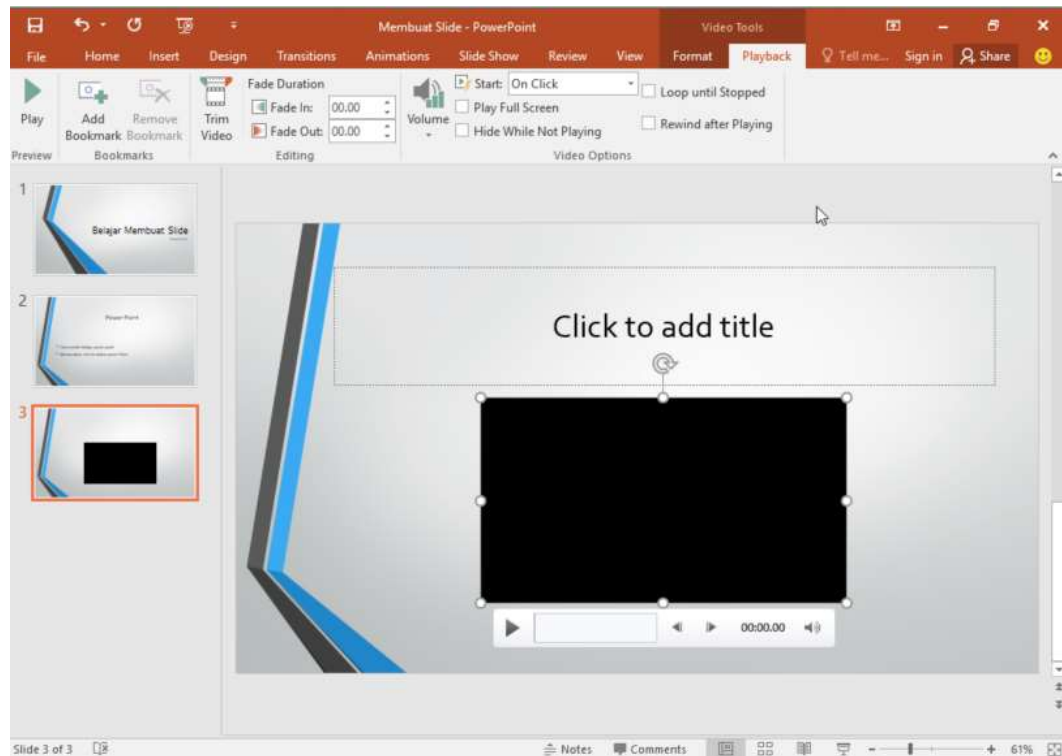 Membuat Slide - PowerPoint
Video Tools
File Home Insert Design Transitions Animations Slide Show Review View Format Playback Tell me... Sign in Share
Play
Preview
Add Bookmark
Remove Bookmark
Bookmarks
Trim Video
Fade Duration
Fade In: 00.00
Fade Out: 00.00
Editing
Volume
Start: On Click
Play Full Screen
Hide While Not Playing
Loop until Stopped
Rewind after Playing
Video Options
1
Belajar Membuat Slide
2
Power Point
3
Click to add title
00:00.00
Slide 3 of 3
Notes Comments 61%